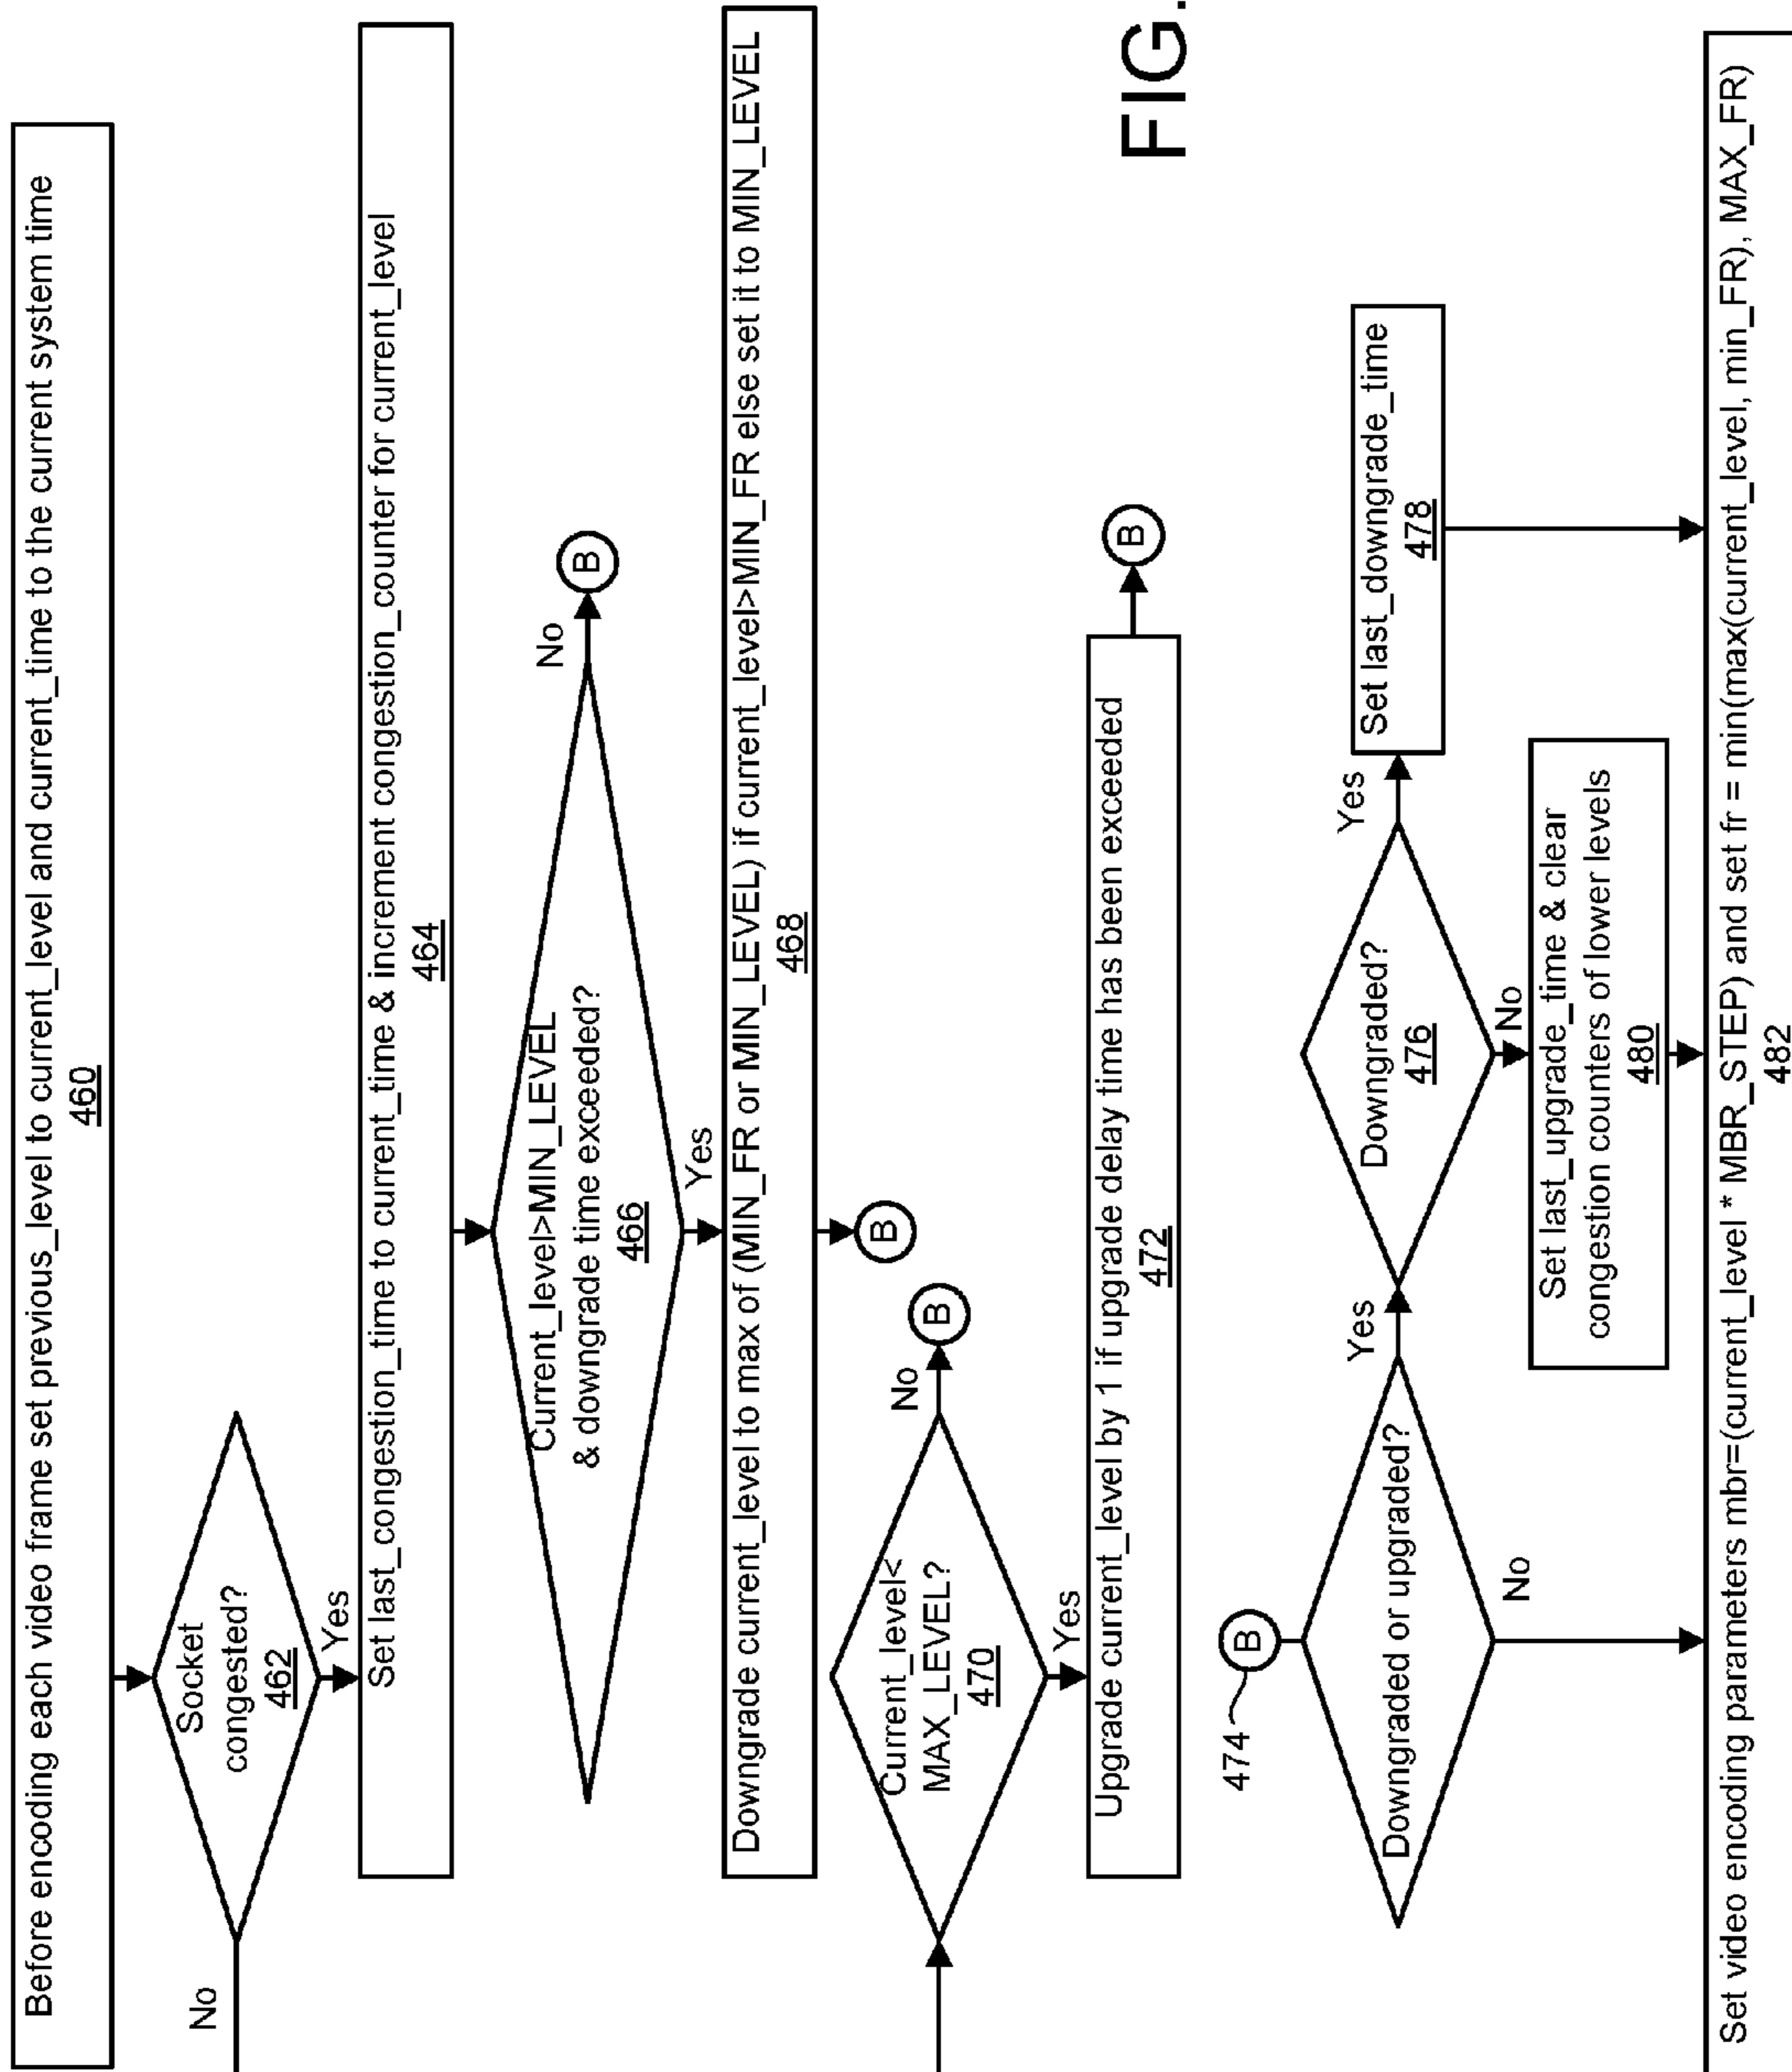 Before encoding each video frame set previous_level to current_level and current_time to the current system time
460
No
Socket
congested?
462
Yes
Set last_congestion_time to current_time & increment congestion_counter for current_level
464
Current_level>MIN_LEVEL
& downgrade time exceeded?
466
No
B
Yes
Downgrade current_level to max of (MIN_FR or MIN_LEVEL) if current_level>MIN_FR else set it to MIN_LEVEL
468
B
Current_level<
MAX_LEVEL?
470
No
B
Yes
Upgrade current_level by 1 if upgrade delay time has been exceeded
472
B
FIG.
474
B
Downgraded or upgraded?
Yes
No
Downgraded?
476
Yes
Set last_downgrade_time
478
No
Set last_upgrade_time & clear
congestion counters of lower levels
480
Set video encoding parameters mbr=(current_level * MBR_STEP) and set fr = min(max(current_level, min_FR), MAX_FR)
482